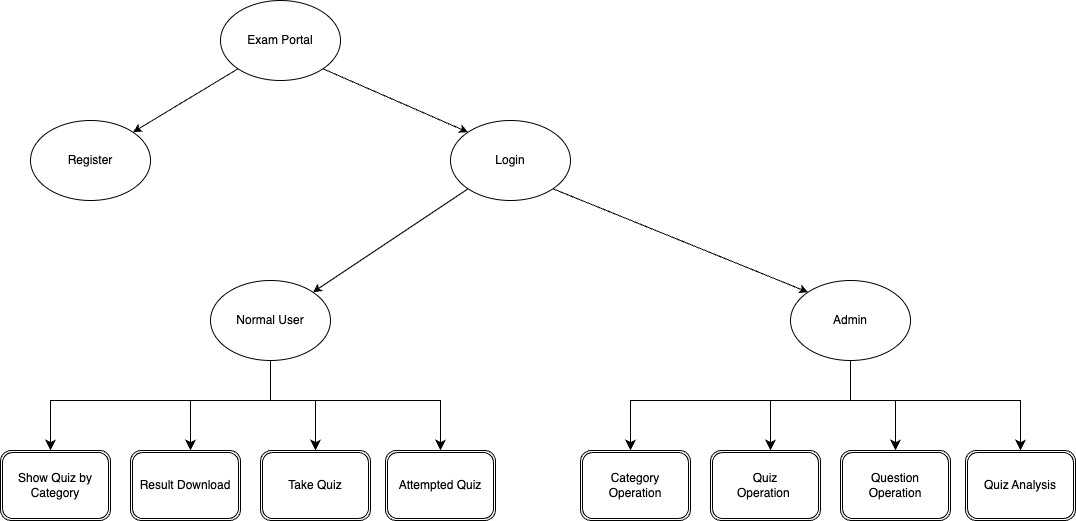 Exam Portal
Register
Login
Normal User
Admin
Show Quiz by
Category
Result Download
Take Quiz
Attempted Quiz
Category
Operation
Quiz
Operation
Question
Operation
Quiz Analysis